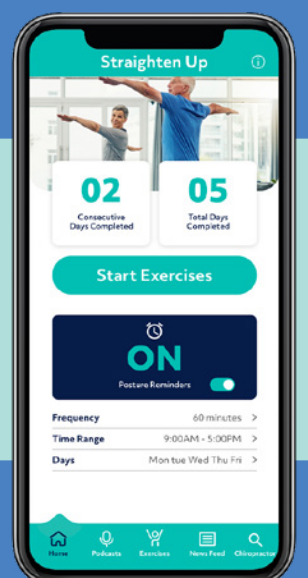 Straighten Up
02
Consecutive
Days Completed
05
Total Days
Completed
Start Exercises
ON
Posture Reminders
Frequency 60 minutes >
Time Range 9:00AM - 5:00PM >
Days Mon tue Wed Thu Fri >
Home Podcasts Exercises News Feed Chiropractor